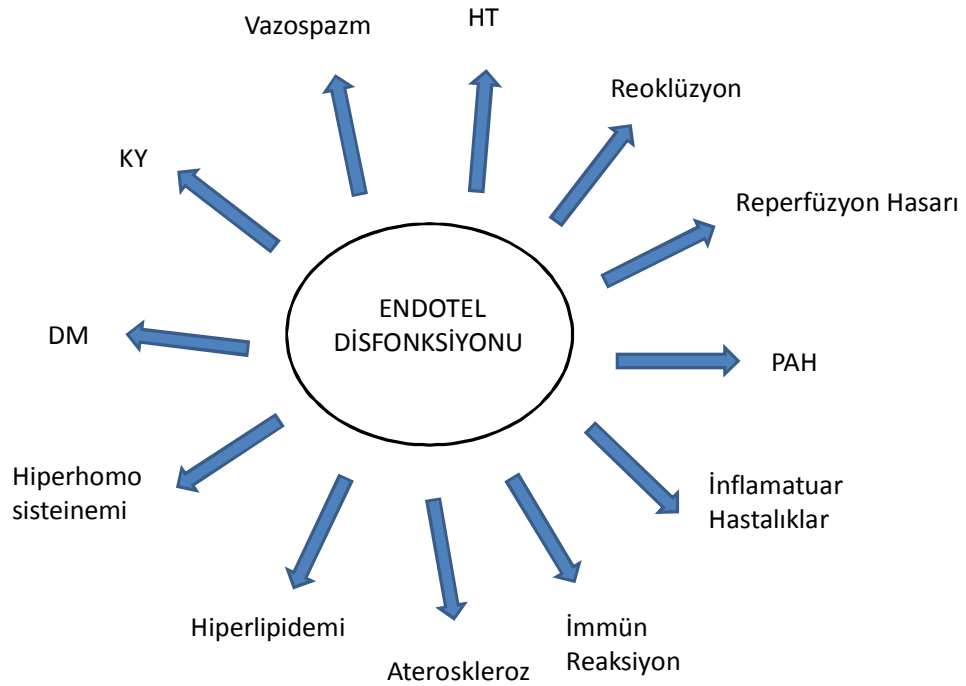 Vazospazm
HT
Reoklüzyon
KY
Reperfüzyon Hasarı
ENDOTEL
DİSFONKSİYONU
DM
PAH
Hiperhomo
sisteinemi
İnflamatuar
Hastalıklar
Hiperlipidemi
Ateroskleroz
İmmün
Reaksiyon